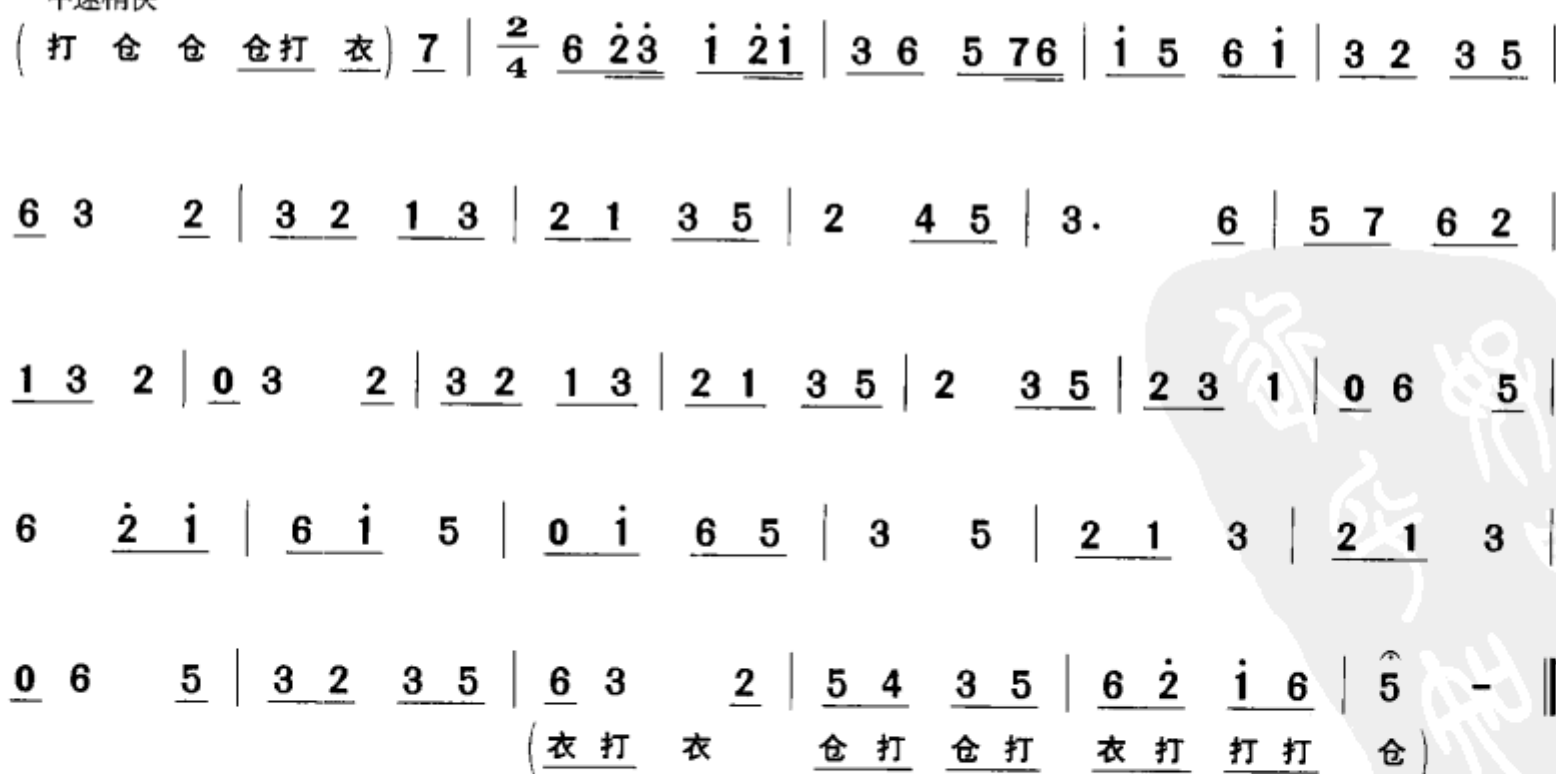 中速稍快
( 打 仓 仓 仓打 衣 ) 7 | 2/4 6 2̇3̇ 1̇ 2̇1̇ | 3 6 5 76 | 1̇ 5 6 1̇ | 3 2 3 5 |
6 3 2 | 3 2 1 3 | 2 1 3 5 | 2 4 5 | 3. 6 | 5 7 6 2 |
1 3 2 | 0 3 2 | 3 2 1 3 | 2 1 3 5 | 2 3 5 | 2 3 1 | 0 6 5 |
6 2̇ 1̇ | 6 1̇ 5 | 0 1̇ 6 5 | 3 5 | 2 1 3 | 2 1 3 |
0 6 5 | 3 2 3 5 | 6 3 2 | 5 4 3 5 | 6 2̇ 1̇ 6 | 5 - ‖
( 衣 打 衣 仓 打 仓 打 衣 打 打 打 仓 )